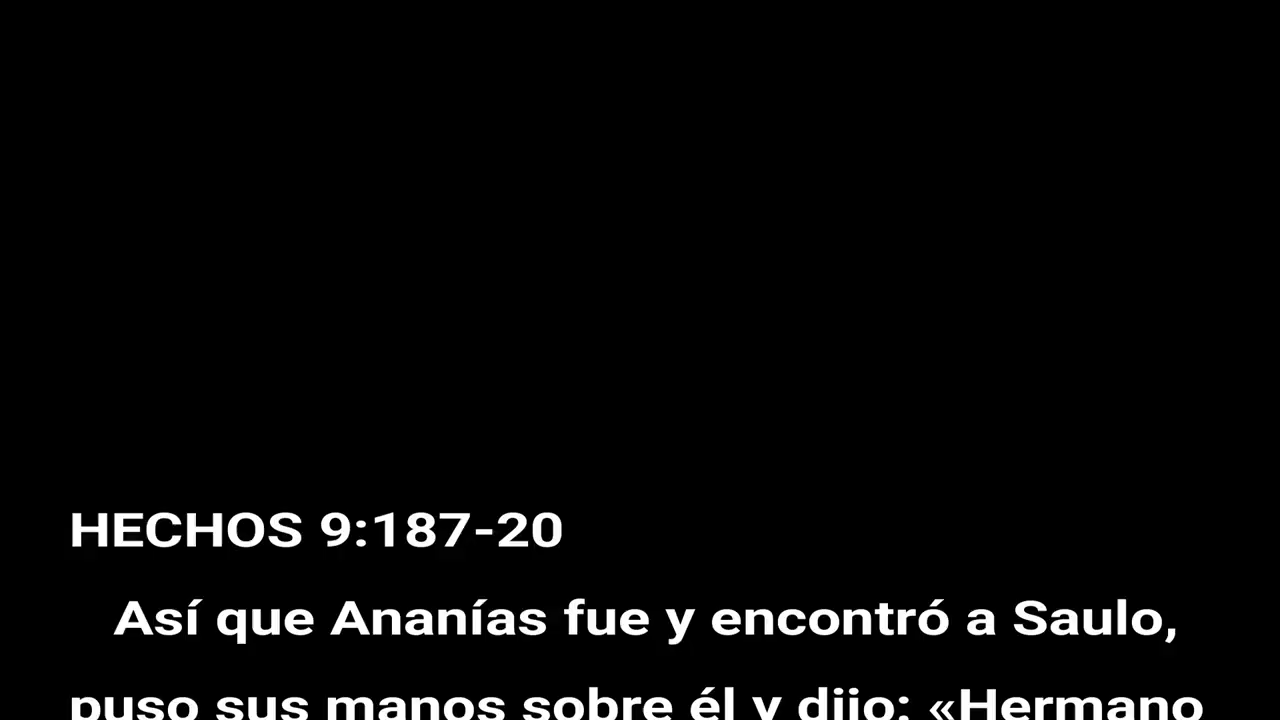 HECHOS 9:187-20
Así que Ananías fue y encontró a Saulo,
puso sus manos sobre él y dijo: «Hermano